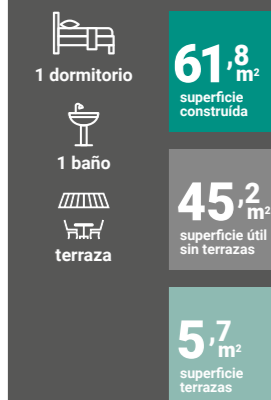 1 dormitorio
1 baño
terraza
61,8 m²
superficie
construída
45,2 m²
superficie útil
sin terrazas
5,7 m²
superficie
terrazas